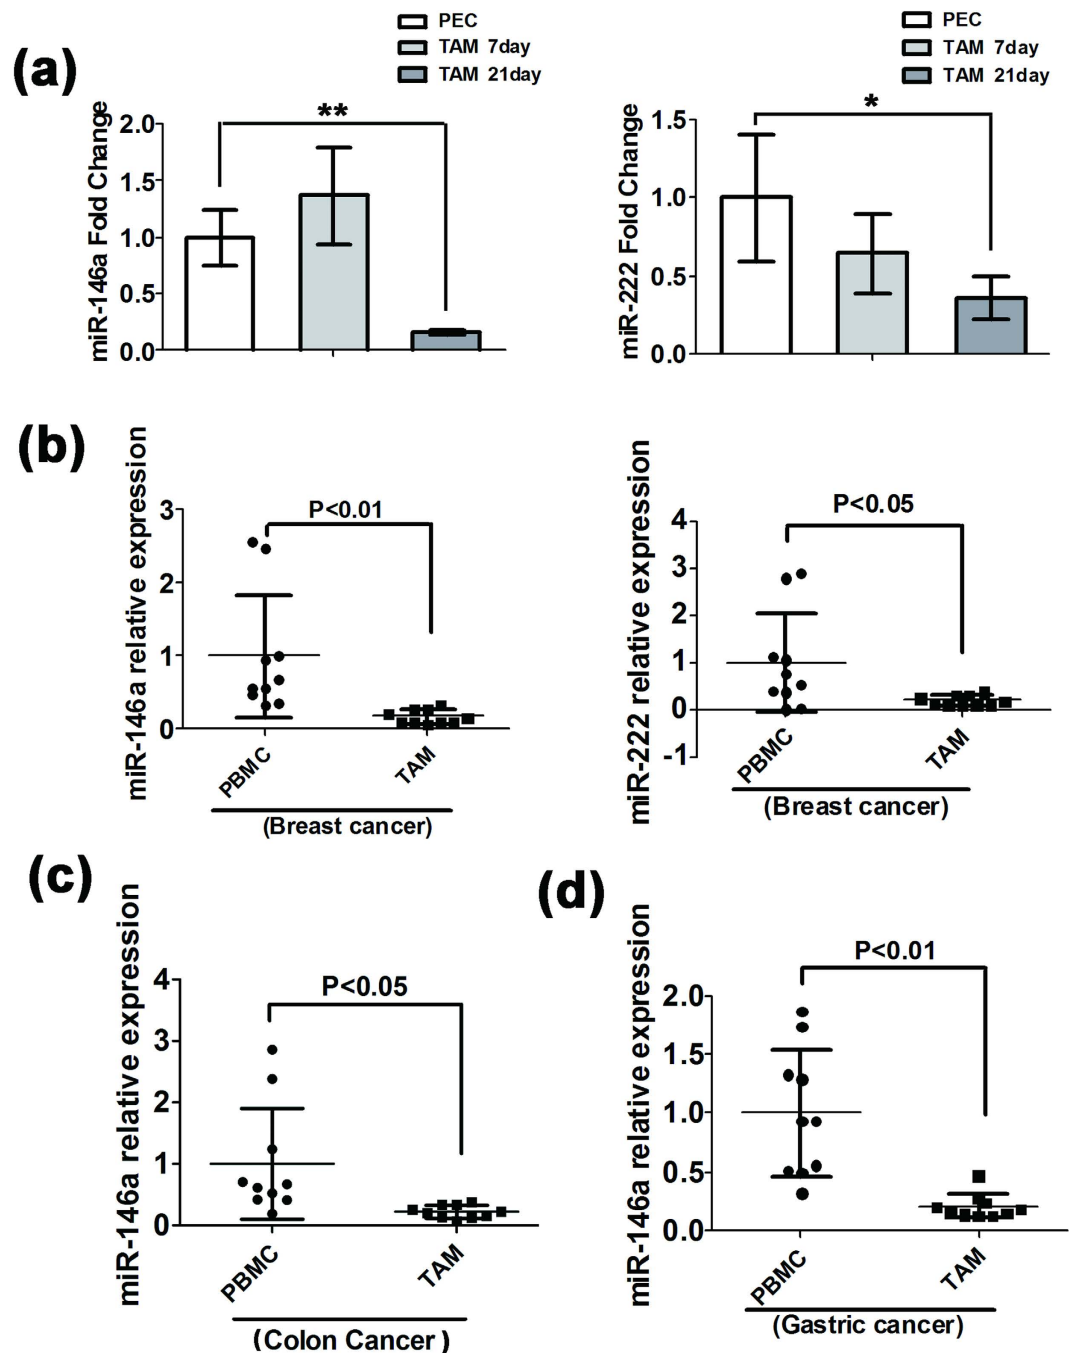 (a)
PEC
TAM 7day
TAM 21day
miR-146a Fold Change
2.0
1.5
1.0
0.5
0.0
**
PEC
TAM 7day
TAM 21day
miR-222 Fold Change
1.5
1.0
0.5
0.0
*
(b)
miR-146a relative expression
3
2
1
0
P<0.01
PBMC
TAM
(Breast cancer)
miR-222 relative expression
4
3
2
1
0
-1
P<0.05
PBMC
TAM
(Breast cancer)
(c)
miR-146a relative expression
4
3
2
1
0
P<0.05
PBMC
TAM
(Colon Cancer)
(d)
miR-146a relative expression
2.0
1.5
1.0
0.5
0.0
P<0.01
PBMC
TAM
(Gastric cancer)